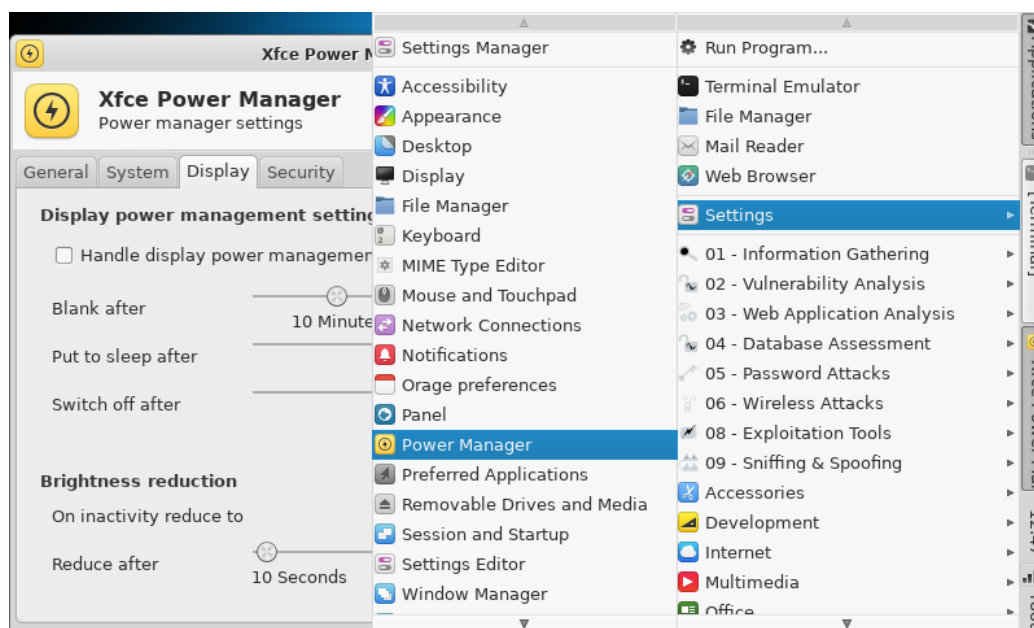 Xfce Power M
Xfce Power Manager
Power manager settings
General
System
Display
Security
Display power management setting
Handle display power managemen
Blank after
10 Minute
Put to sleep after
Switch off after
Brightness reduction
On inactivity reduce to
Reduce after
10 Seconds
Settings Manager
Accessibility
Appearance
Desktop
Display
File Manager
Keyboard
MIME Type Editor
Mouse and Touchpad
Network Connections
Notifications
Orage preferences
Panel
Power Manager
Preferred Applications
Removable Drives and Media
Session and Startup
Settings Editor
Window Manager
Run Program...
Terminal Emulator
File Manager
Mail Reader
Web Browser
Settings
01 - Information Gathering
02 - Vulnerability Analysis
03 - Web Application Analysis
04 - Database Assessment
05 - Password Attacks
06 - Wireless Attacks
08 - Exploitation Tools
09 - Sniffing & Spoofing
Accessories
Development
Internet
Multimedia
Office